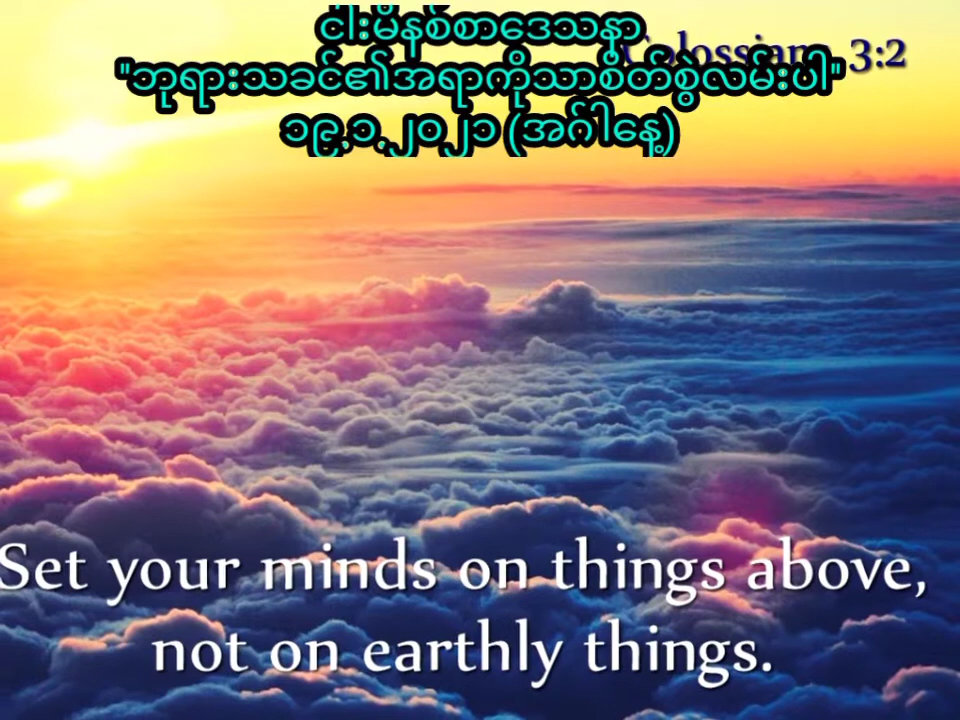 ငါးမိနစ်စာဒေသနာ
Colossians 3:2
"ဘုရားသခင်၏အရာကိုသာစိတ်စွဲလမ်းပါ"
၁၉.၁.၂၀၂၁ (အင်္ဂါနေ့)
Set your minds on things above,
not on earthly things.